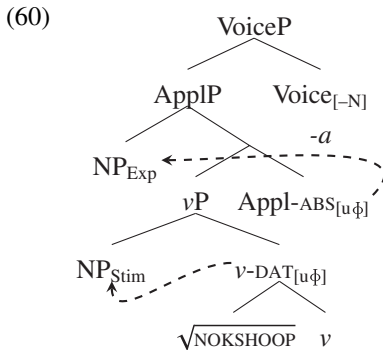 (60)
VoiceP
ApplP Voice[–N]
-a
NPExp
vP Appl-ABS[uϕ]
NPStim v-DAT[uϕ]
√NOKSHOOP v